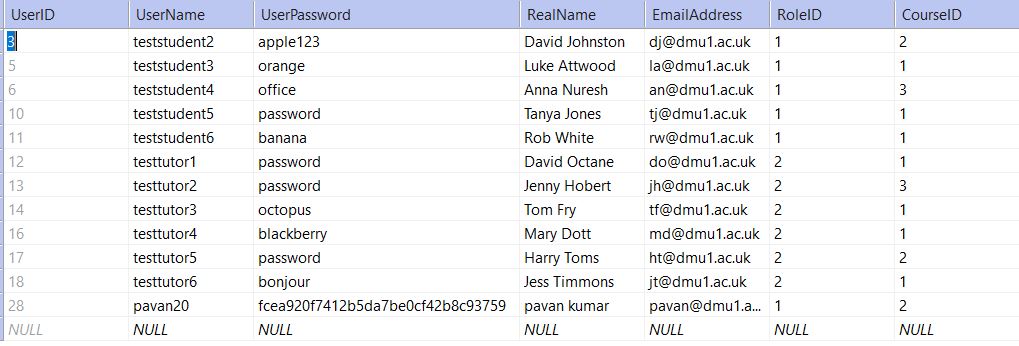 UserID UserName UserPassword RealName EmailAddress RoleID CourseID
3 teststudent2 apple123 David Johnston dj@dmu1.ac.uk 1 2
5 teststudent3 orange Luke Attwood la@dmu1.ac.uk 1 1
6 teststudent4 office Anna Nuresh an@dmu1.ac.uk 1 3
10 teststudent5 password Tanya Jones tj@dmu1.ac.uk 1 1
11 teststudent6 banana Rob White rw@dmu1.ac.uk 1 1
12 testtutor1 password David Octane do@dmu1.ac.uk 2 1
13 testtutor2 password Jenny Hobert jh@dmu1.ac.uk 2 3
14 testtutor3 octopus Tom Fry tf@dmu1.ac.uk 2 1
16 testtutor4 blackberry Mary Dott md@dmu1.ac.uk 2 1
17 testtutor5 password Harry Toms ht@dmu1.ac.uk 2 2
18 testtutor6 bonjour Jess Timmons jt@dmu1.ac.uk 2 1
28 pavan20 fcea920f7412b5da7be0cf42b8c93759 pavan kumar pavan@dmu1.a... 1 2
NULL NULL NULL NULL NULL NULL NULL